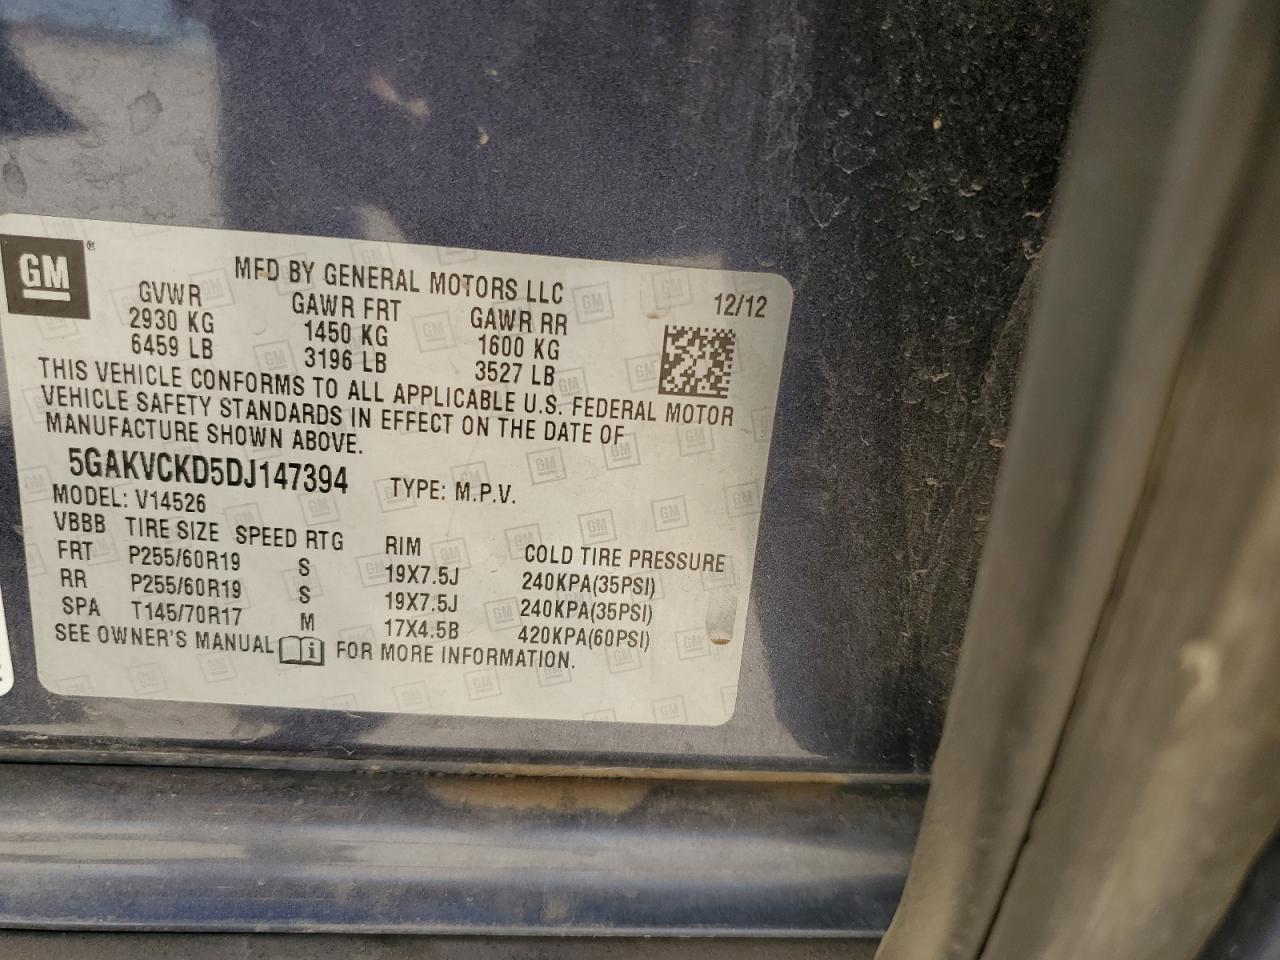 GM ®
MFD BY GENERAL MOTORS LLC
12/12
GVWR GAWR FRT GAWR RR
2930 KG 1450 KG 1600 KG
6459 LB 3196 LB 3527 LB
THIS VEHICLE CONFORMS TO ALL APPLICABLE U.S. FEDERAL MOTOR
VEHICLE SAFETY STANDARDS IN EFFECT ON THE DATE OF
MANUFACTURE SHOWN ABOVE.
5GAKVCKD5DJ147394 TYPE: M.P.V.
MODEL: V14526
VBBB TIRE SIZE SPEED RTG RIM COLD TIRE PRESSURE
FRT P255/60R19 S 19X7.5J 240KPA(35PSI)
RR P255/60R19 S 19X7.5J 240KPA(35PSI)
SPA T145/70R17 M 17X4.5B 420KPA(60PSI)
SEE OWNER'S MANUAL i FOR MORE INFORMATION.